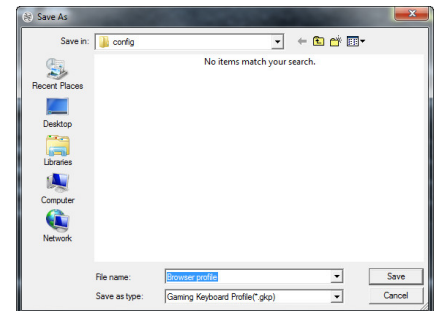 Save As
Save in: config
No items match your search.
Recent Places
Desktop
Libraries
Computer
Network
File name: Browser profile Save
Save as type: Gaming Keyboard Profile(*.gkp) Cancel